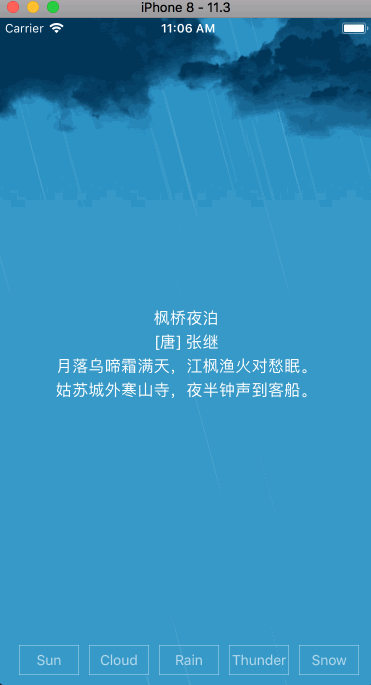 iPhone 8 - 11.3
Carrier 11:06 AM
枫桥夜泊
[唐] 张继
月落乌啼霜满天，江枫渔火对愁眠。
姑苏城外寒山寺，夜半钟声到客船。
Sun Cloud Rain Thunder Snow